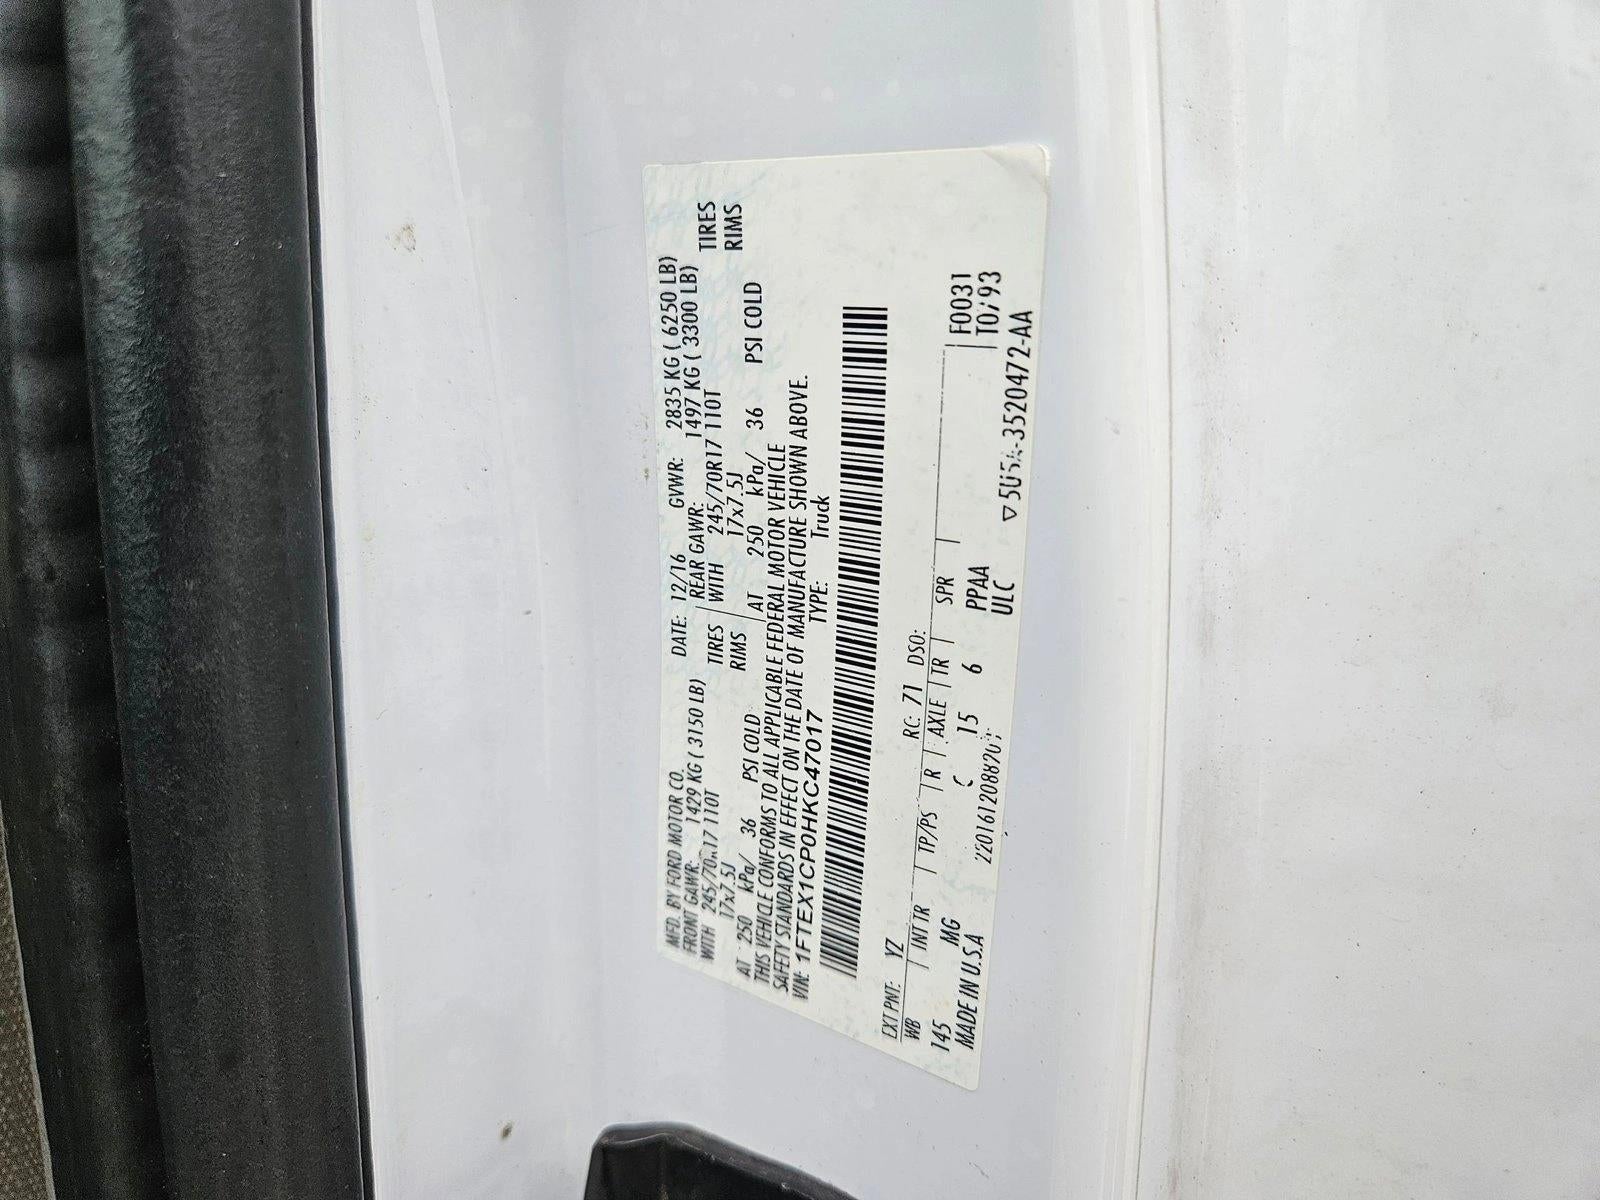 MFD. BY FORD MOTOR CO. DATE: 12/16 GVWR: 2835 KG ( 6250 LB)
FRONT GAWR: 1429 KG ( 3150 LB) REAR GAWR: 1497 KG ( 3300 LB)
WITH 245/70R17 110T TIRES WITH 245/70R17 110T TIRES
17x7.5J RIMS 17x7.5J RIMS
AT 250 kPa/ 36 PSI COLD AT 250 kPa/ 36 PSI COLD
THIS VEHICLE CONFORMS TO ALL APPLICABLE FEDERAL MOTOR VEHICLE
SAFETY STANDARDS IN EFFECT ON THE DATE OF MANUFACTURE SHOWN ABOVE.
VIN: 1FTEX1CP0HKC47017 TYPE: Truck
EXT PNT: YZ RC: 71 DSO:
WB INT TR TP/PS R AXLE TR SPR F0031
145 MG C 15 6 PPAA
MADE IN U.S.A ULC